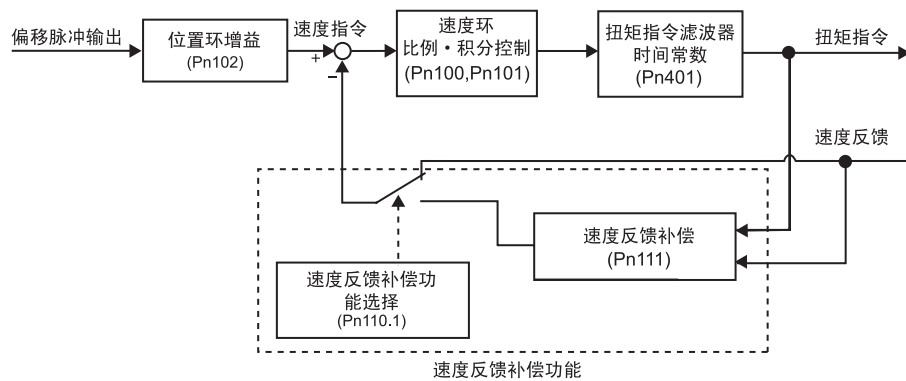 偏移脉冲输出
位置环增益
(Pn102)
速度指令
+
−
速度环
比例·积分控制
(Pn100,Pn101)
扭矩指令滤波器
时间常数
(Pn401)
扭矩指令
速度反馈
速度反馈补偿
(Pn111)
速度反馈补偿功
能选择
(Pn110.1)
速度反馈补偿功能